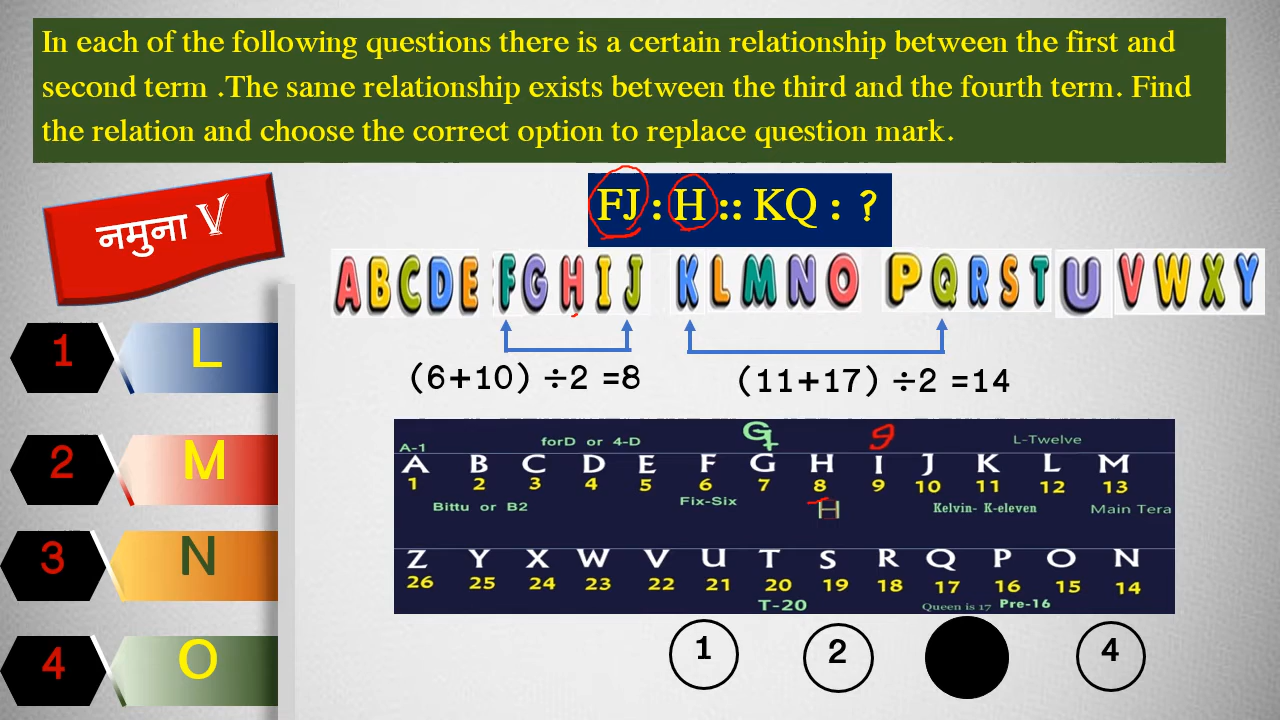 In each of the following questions there is a certain relationship between the first and
second term .The same relationship exists between the third and the fourth term. Find
the relation and choose the correct option to replace question mark.
नमुना V
FJ : H :: KQ : ?
A B C D E F G H I J K L M N O P Q R S T U V W X Y
(6+10) ÷2 =8
(11+17) ÷2 =14
1 L
2 M
3 N
4 O
A-1 forD or 4-D G L-Twelve
A B C D E F G H I J K L M
1 2 3 4 5 6 7 8 9 10 11 12 13
Bittu or B2 Fix-Six H Kelvin- K-eleven Main Tera
Z Y X W V U T S R Q P O N
26 25 24 23 22 21 20 19 18 17 16 15 14
T-20 Queen is 17 Pre-16
1 2 4